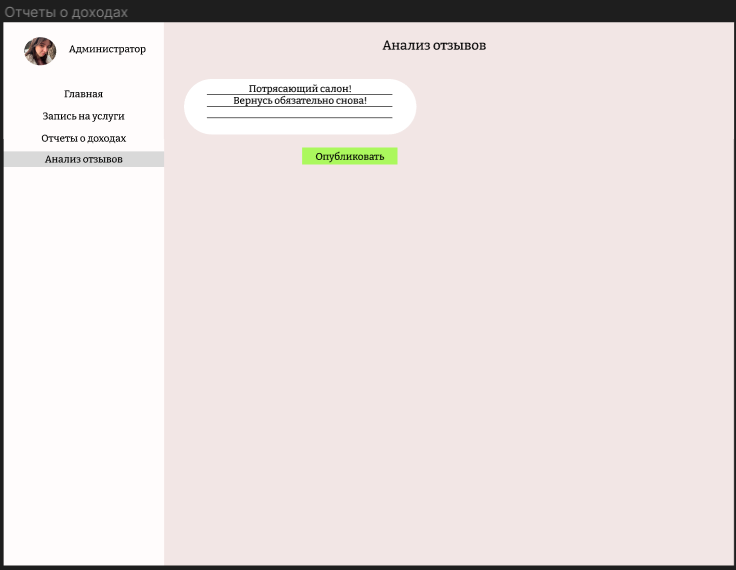 Отчеты о доходах
Администратор
Главная
Запись на услуги
Отчеты о доходах
Анализ отзывов
Анализ отзывов
Потрясающий салон!
Вернусь обязательно снова!
Опубликовать